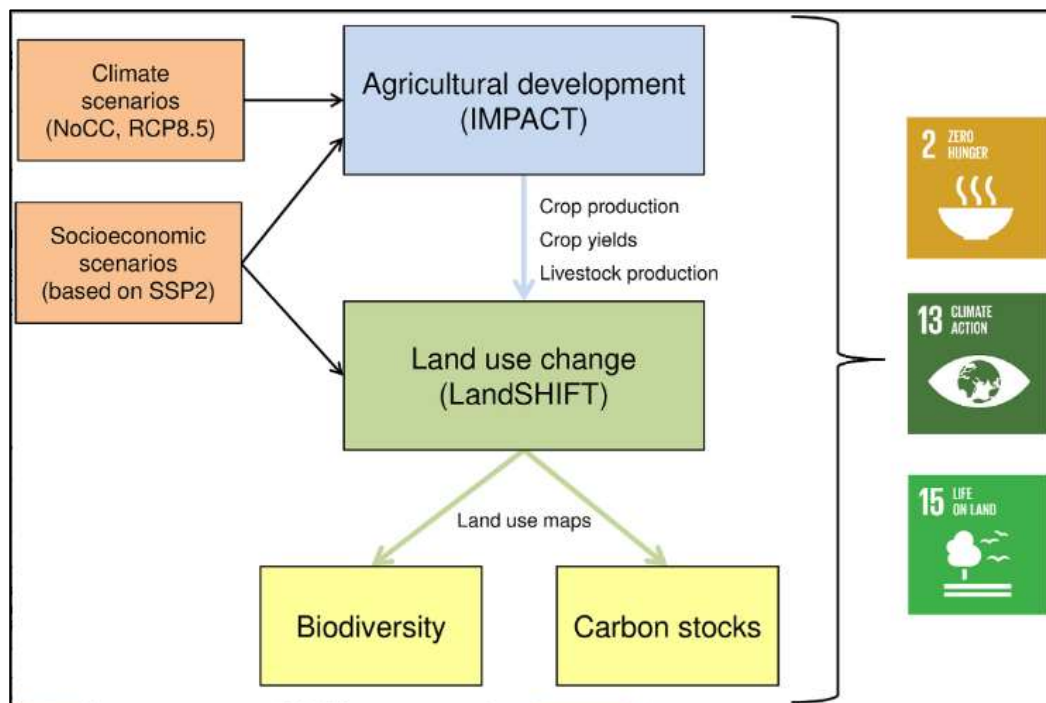 Climate
scenarios
(NoCC, RCP8.5)
Agricultural development
(IMPACT)
Socioeconomic
scenarios
(based on SSP2)
Crop production
Crop yields
Livestock production
Land use change
(LandSHIFT)
Land use maps
Biodiversity
Carbon stocks
2 ZERO
HUNGER
13 CLIMATE
ACTION
15 LIFE
ON LAND